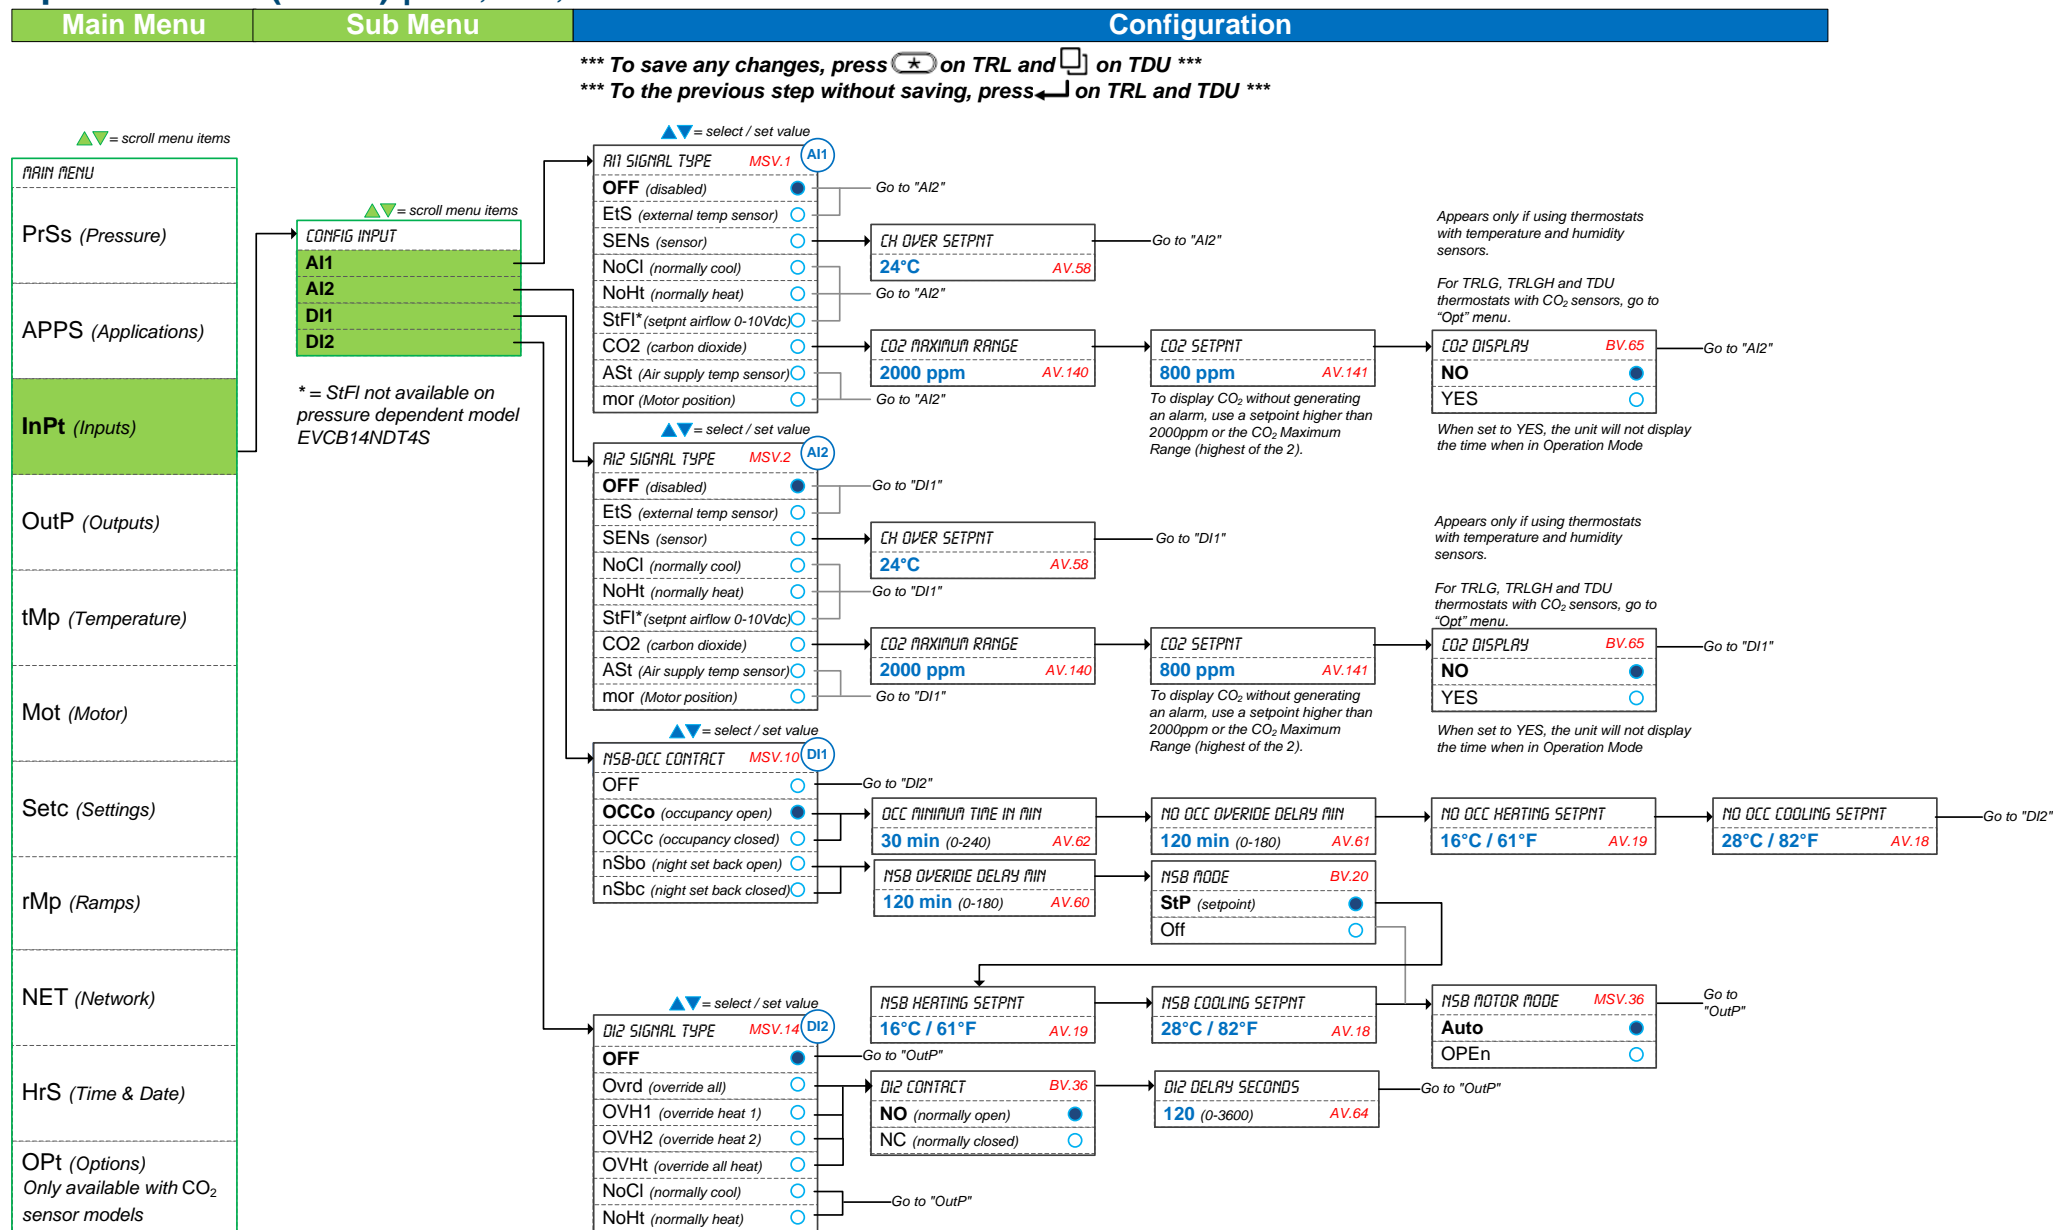 Main Menu
Sub Menu
Configuration
*** To save any changes, press * on TRL and on TDU ***
*** To the previous step without saving, press on TRL and TDU ***
= scroll menu items
MAIN MENU
PrSs (Pressure)
APPS (Applications)
InPt (Inputs)
OutP (Outputs)
tMp (Temperature)
Mot (Motor)
Setc (Settings)
rMp (Ramps)
NET (Network)
HrS (Time & Date)
OPt (Options)
Only available with CO2
sensor models
= scroll menu items
CONFIG INPUT
AI1
AI2
DI1
DI2
* = StFl not available on
pressure dependent model
EVCB14NDT4S
= select / set value
AI1 SIGNAL TYPE MSV.1 AI1
OFF (disabled)
EtS (external temp sensor)
SENs (sensor)
NoCl (normally cool)
NoHt (normally heat)
StFl* (setpnt airflow 0-10Vdc)
CO2 (carbon dioxide)
ASt (Air supply temp sensor)
mor (Motor position)
Go to "AI2"
CH OVER SETPNT
24°C AV.58
Go to "AI2"
Go to "AI2"
CO2 MAXIMUM RANGE
2000 ppm AV.140
CO2 SETPNT
800 ppm AV.141
To display CO2 without generating
an alarm, use a setpoint higher than
2000ppm or the CO2 Maximum
Range (highest of the 2).
Appears only if using thermostats
with temperature and humidity
sensors.
For TRLG, TRLGH and TDU
thermostats with CO2 sensors, go to
"Opt" menu.
CO2 DISPLAY BV.65
NO
YES
Go to "AI2"
When set to YES, the unit will not display
the time when in Operation Mode
Go to "AI2"
= select / set value
AI2 SIGNAL TYPE MSV.2 AI2
OFF (disabled)
EtS (external temp sensor)
SENs (sensor)
NoCl (normally cool)
NoHt (normally heat)
StFl* (setpnt airflow 0-10Vdc)
CO2 (carbon dioxide)
ASt (Air supply temp sensor)
mor (Motor position)
Go to "DI1"
CH OVER SETPNT
24°C AV.58
Go to "DI1"
Go to "DI1"
CO2 MAXIMUM RANGE
2000 ppm AV.140
CO2 SETPNT
800 ppm AV.141
To display CO2 without generating
an alarm, use a setpoint higher than
2000ppm or the CO2 Maximum
Range (highest of the 2).
Appears only if using thermostats
with temperature and humidity
sensors.
For TRLG, TRLGH and TDU
thermostats with CO2 sensors, go to
"Opt" menu.
CO2 DISPLAY BV.65
NO
YES
Go to "DI1"
When set to YES, the unit will not display
the time when in Operation Mode
Go to "DI1"
= select / set value
NSB-OCC CONTACT MSV.10 DI1
OFF
OCCo (occupancy open)
OCCc (occupancy closed)
nSbo (night set back open)
nSbc (night set back closed)
Go to "DI2"
OCC MINIMUM TIME IN MIN
30 min (0-240) AV.62
NO OCC OVERIDE DELAY MIN
120 min (0-180) AV.61
NO OCC HEATING SETPNT
16°C / 61°F AV.19
NO OCC COOLING SETPNT
28°C / 82°F AV.18
Go to "DI2"
NSB OVERIDE DELAY MIN
120 min (0-180) AV.60
NSB MODE BV.20
StP (setpoint)
Off
NSB HEATING SETPNT
16°C / 61°F AV.19
NSB COOLING SETPNT
28°C / 82°F AV.18
NSB MOTOR MODE MSV.36
Auto
OPEn
Go to
"OutP"
= select / set value
DI2 SIGNAL TYPE MSV.14 DI2
OFF
Ovrd (override all)
OVH1 (override heat 1)
OVH2 (override heat 2)
OVHt (override all heat)
NoCl (normally cool)
NoHt (normally heat)
Go to "OutP"
DI2 CONTACT BV.36
NO (normally open)
NC (normally closed)
DI2 DELAY SECONDS
120 (0-3600) AV.64
Go to "OutP"
Go to "OutP"